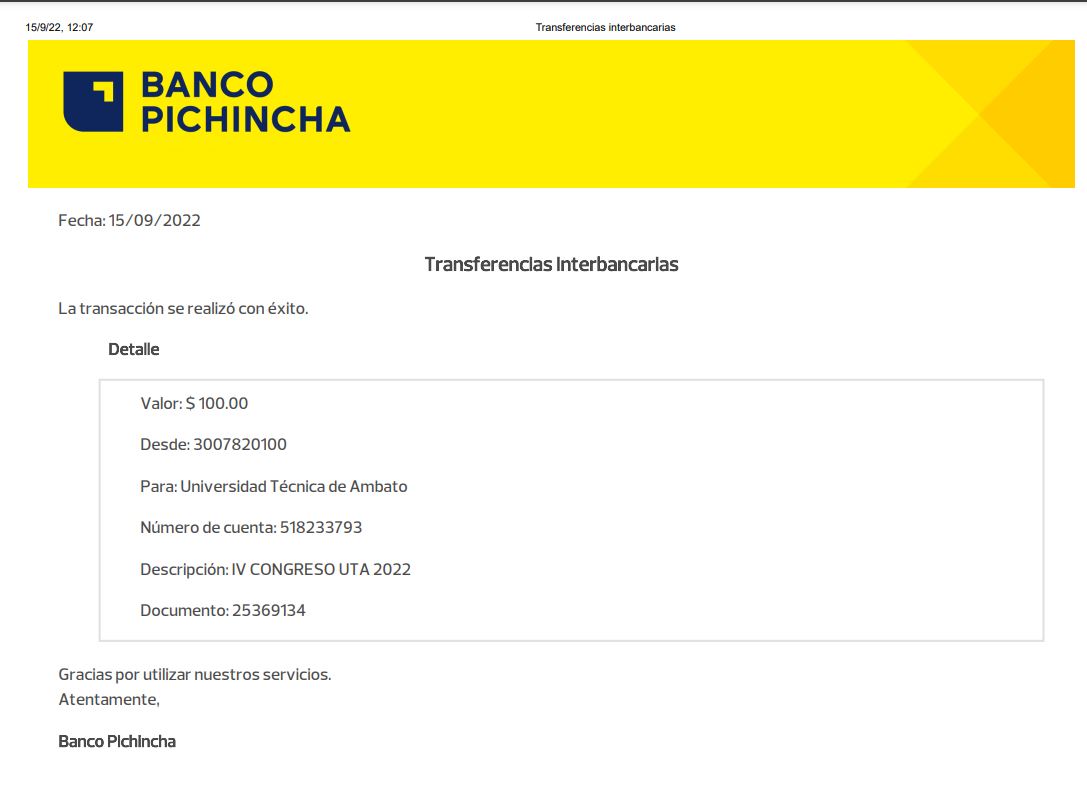 15/9/22, 12:07 Transferencias interbancarias
BANCO
PICHINCHA
Fecha: 15/09/2022
Transferencias Interbancarias
La transacción se realizó con éxito.
Detalle
Valor: $ 100.00
Desde: 3007820100
Para: Universidad Técnica de Ambato
Número de cuenta: 518233793
Descripción: IV CONGRESO UTA 2022
Documento: 25369134
Gracias por utilizar nuestros servicios.
Atentamente,
Banco Pichincha